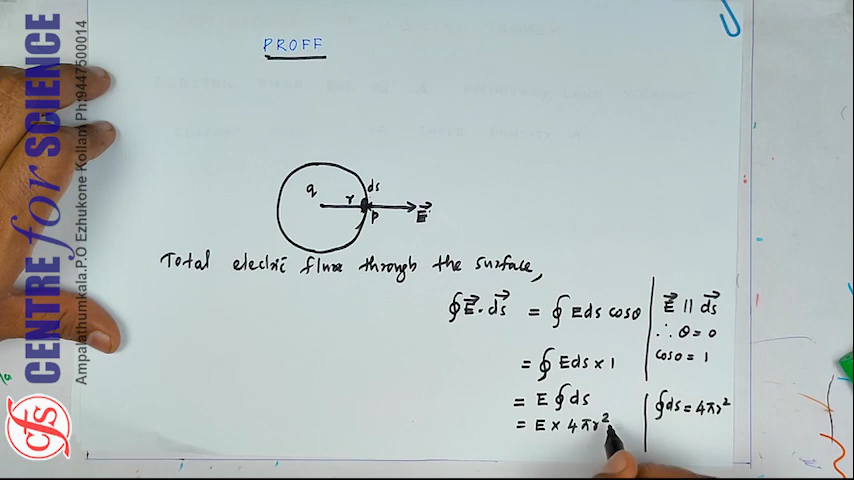 PROFF
q
r
ds
P
E⃗
Total electric flux through the surface,
∮E⃗.ds⃗ = ∮ Eds cosθ
= ∮ Eds × 1
= E ∮ ds
= E × 4πr²
E⃗ || ds⃗
∴ θ = 0
cosθ = 1
∮ds = 4πr²
CENTRE for SCIENCE
Ampalathumkala.P.O Ezhukone Kollam Ph:9447500014
cfs